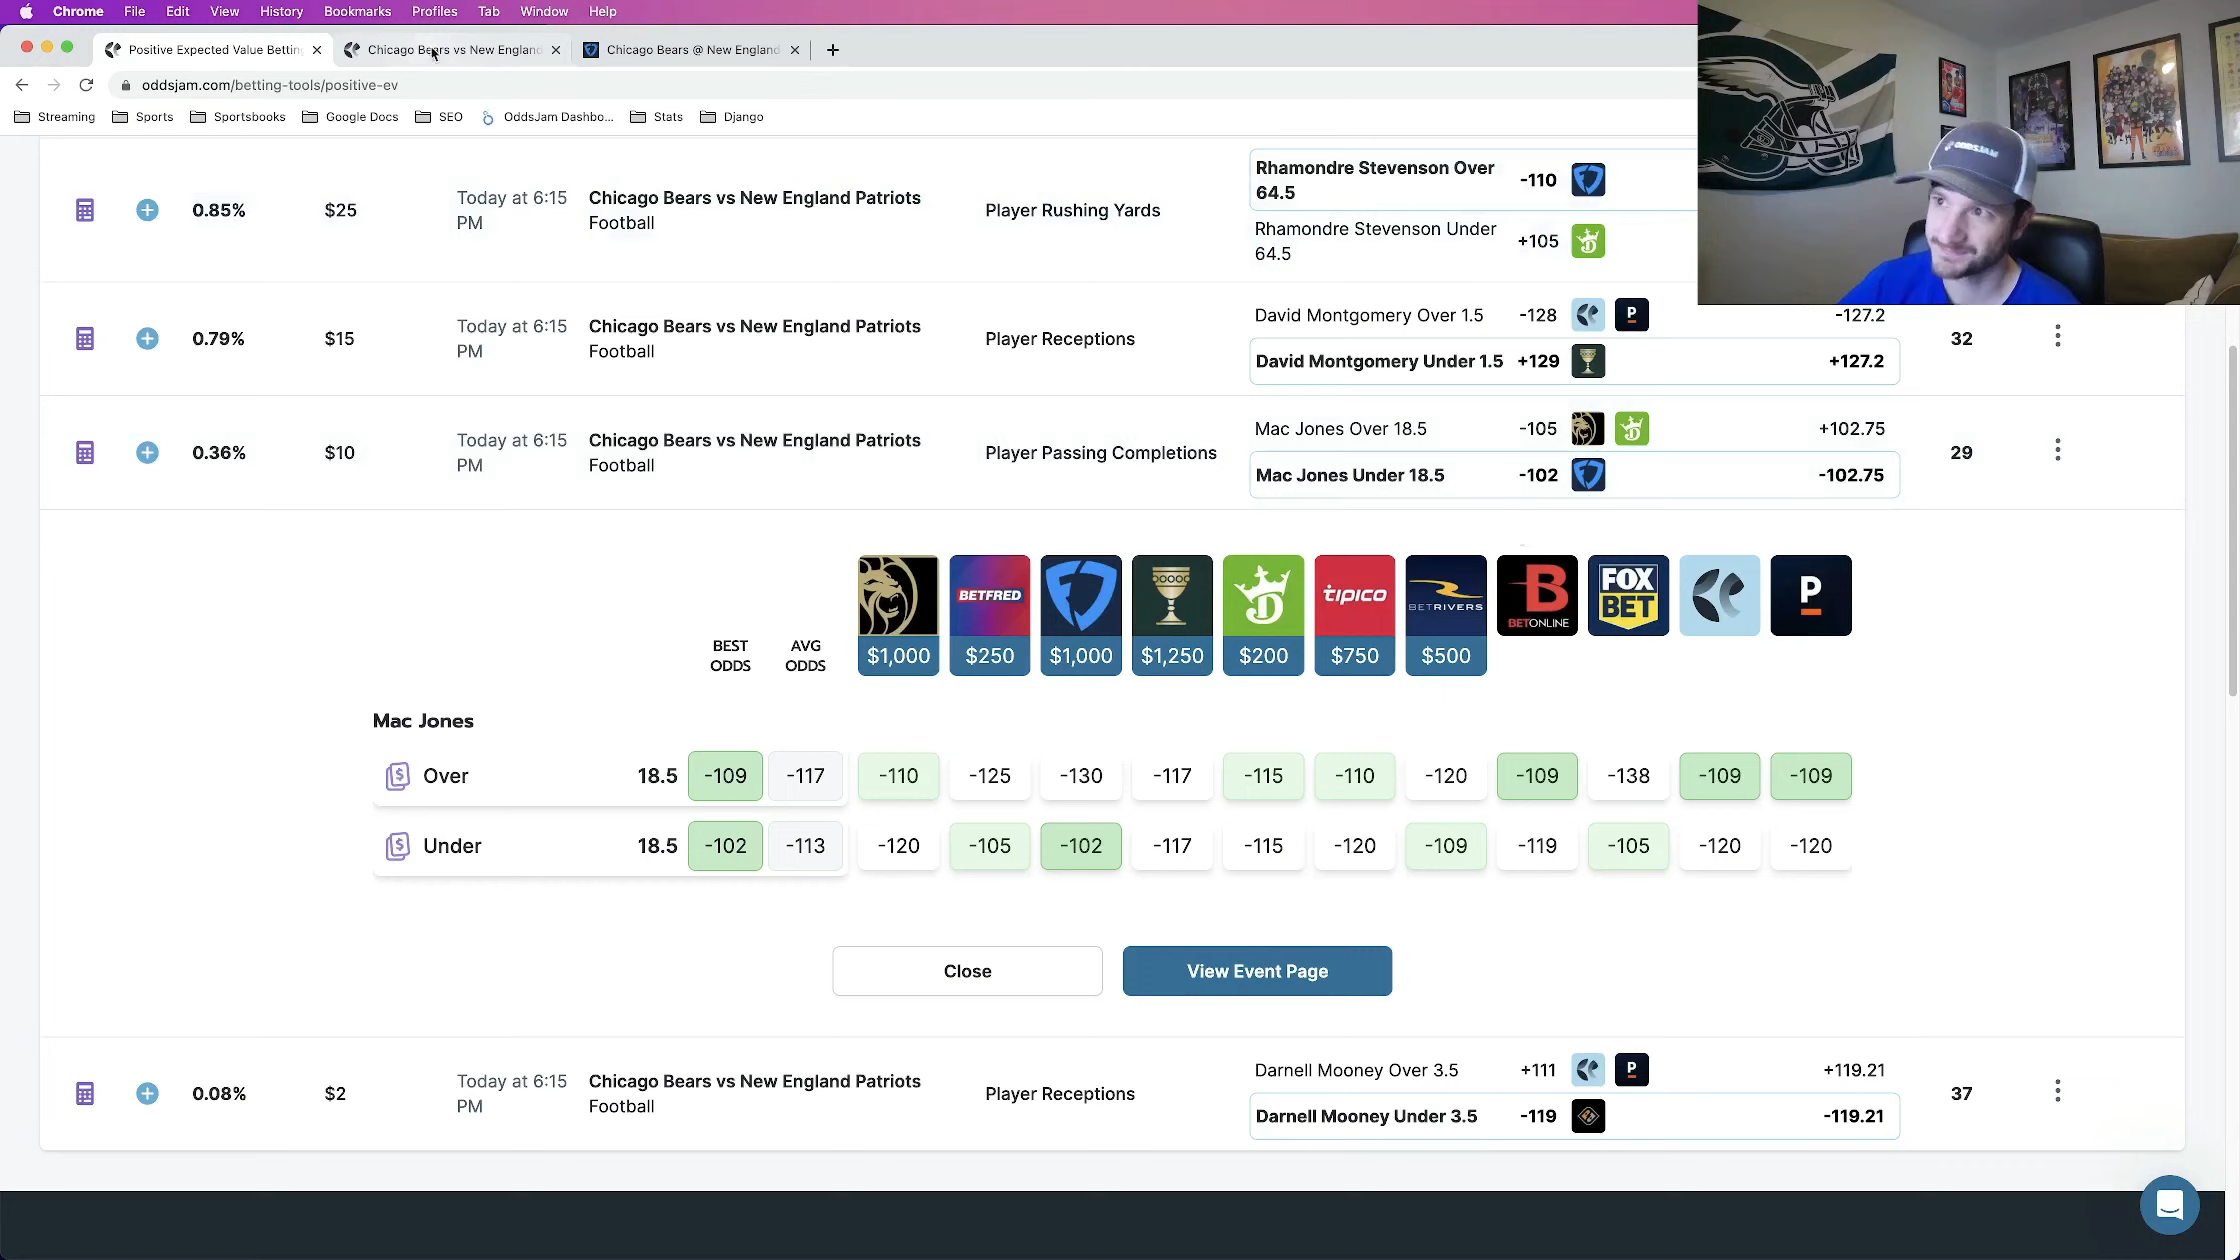 Chrome File Edit View History Bookmarks Profiles Tab Window Help
Positive Expected Value Bettin
Chicago Bears vs New England
Chicago Bears @ New England
oddsjam.com/betting-tools/positive-ev
Streaming Sports Sportsbooks Google Docs SEO OddsJam Dashbo... Stats Django
ODDSJAM
0.85% $25 Today at 6:15 PM Chicago Bears vs New England Patriots Football Player Rushing Yards
Rhamondre Stevenson Over 64.5 -110
Rhamondre Stevenson Under 64.5 +105
0.79% $15 Today at 6:15 PM Chicago Bears vs New England Patriots Football Player Receptions
David Montgomery Over 1.5 -128 P -127.2
David Montgomery Under 1.5 +129 +127.2
32
0.36% $10 Today at 6:15 PM Chicago Bears vs New England Patriots Football Player Passing Completions
Mac Jones Over 18.5 -105 +102.75
Mac Jones Under 18.5 -102 -102.75
29
BETFRED tipico BETRIVERS B BETONLINE FOX BET P
BEST ODDS AVG ODDS $1,000 $250 $1,000 $1,250 $200 $750 $500
Mac Jones
Over 18.5 -109 -117 -110 -125 -130 -117 -115 -110 -120 -109 -138 -109 -109
Under 18.5 -102 -113 -120 -105 -102 -117 -115 -120 -109 -119 -105 -120 -120
Close View Event Page
0.08% $2 Today at 6:15 PM Chicago Bears vs New England Patriots Football Player Receptions
Darnell Mooney Over 3.5 +111 P +119.21
Darnell Mooney Under 3.5 -119 -119.21
37